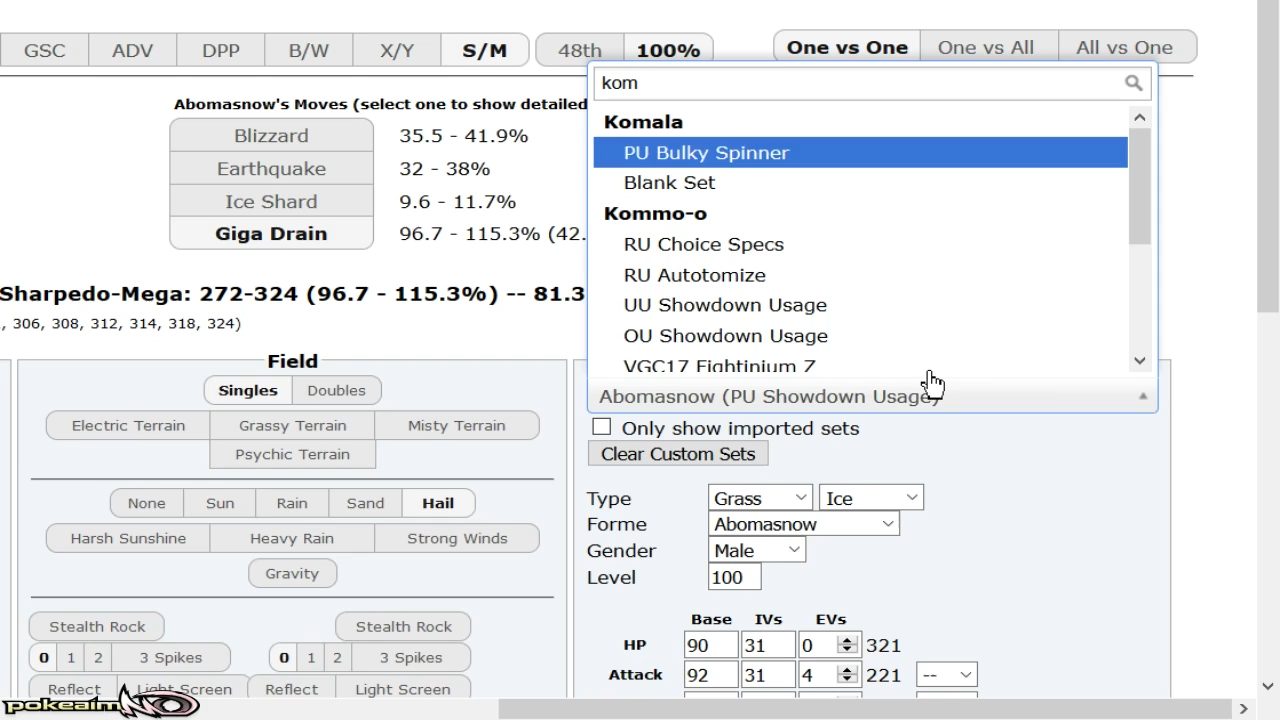 GSC ADV DPP B/W X/Y S/M 48th 100% One vs One One vs All All vs One
kom
Abomasnow's Moves (select one to show detailed
Komala
Blizzard 35.5 - 41.9%
PU Bulky Spinner
Earthquake 32 - 38%
Blank Set
Ice Shard 9.6 - 11.7%
Kommo-o
Giga Drain 96.7 - 115.3% (42.
RU Choice Specs
RU Autotomize
Sharpedo-Mega: 272-324 (96.7 - 115.3%) -- 81.3
UU Showdown Usage
, 306, 308, 312, 314, 318, 324)
OU Showdown Usage
VGC17 Fightinium Z
Abomasnow (PU Showdown Usage)
Only show imported sets
Clear Custom Sets
Field
Singles Doubles
Electric Terrain Grassy Terrain Misty Terrain
Psychic Terrain
None Sun Rain Sand Hail
Harsh Sunshine Heavy Rain Strong Winds
Gravity
Stealth Rock Stealth Rock
0 1 2 3 Spikes 0 1 2 3 Spikes
Reflect Light Screen Reflect Light Screen
Type Grass Ice
Forme Abomasnow
Gender Male
Level 100
Base IVs EVs
HP 90 31 0 321
Attack 92 31 4 221 --
pokeaimMD